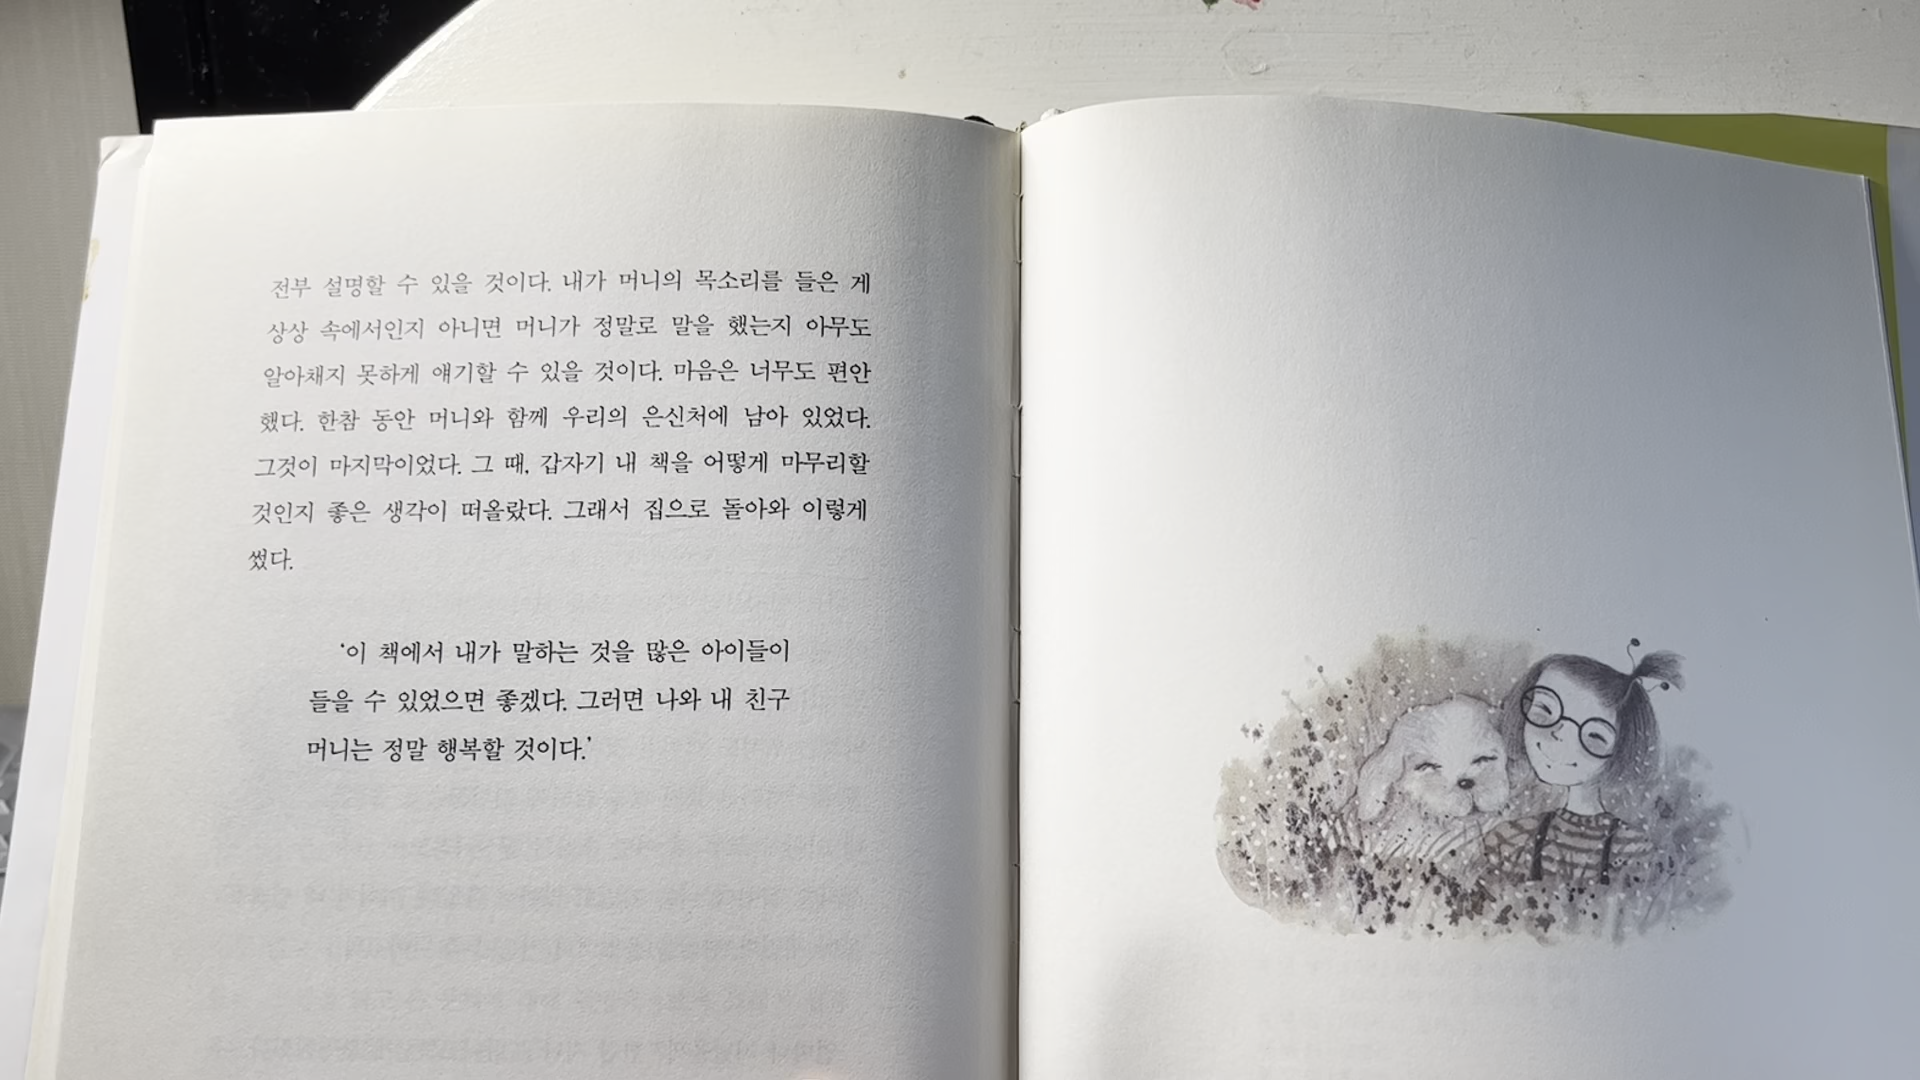 전부 설명할 수 있을 것이다. 내가 머니의 목소리를 들은 게
상상 속에서인지 아니면 머니가 정말로 말을 했는지 아무도
알아채지 못하게 얘기할 수 있을 것이다. 마음은 너무도 편안
했다. 한참 동안 머니와 함께 우리의 은신처에 남아 있었다.
그것이 마지막이었다. 그 때, 갑자기 내 책을 어떻게 마무리할
것인지 좋은 생각이 떠올랐다. 그래서 집으로 돌아와 이렇게
썼다.
‘이 책에서 내가 말하는 것을 많은 아이들이
들을 수 있었으면 좋겠다. 그러면 나와 내 친구
머니는 정말 행복할 것이다.’